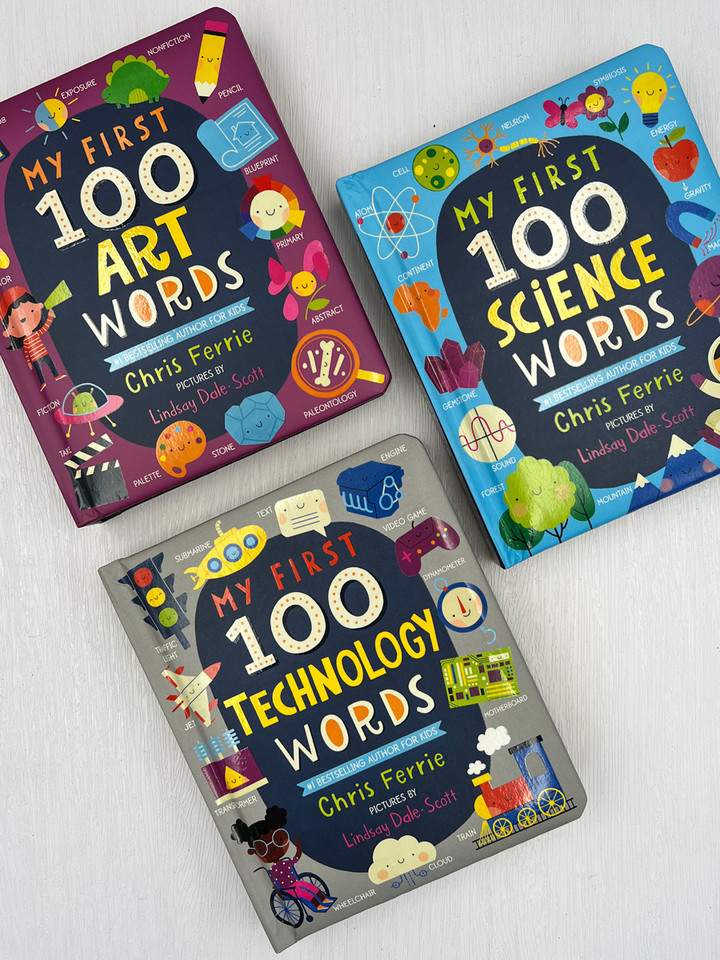 NONFICTION
EXPOSURE
PENCIL
MY FIRST
100
ART
WORDS
BLUEPRINT
PRIMARY
ABSTRACT
#1 BESTSELLING AUTHOR FOR KIDS
Chris Ferrie
PICTURES BY
Lindsay Dale-Scott
FICTION
PALEONTOLOGY
STONE
PALETTE
SYMBIOSIS
NEURON
ENERGY
CELL
ATOM
GRAVITY
MY FIRST
100
SCIENCE
WORDS
CONTINENT
#1 BESTSELLING AUTHOR FOR KIDS
Chris Ferrie
PICTURES BY
Lindsay Dale-Scott
GEMSTONE
SOUND
FOREST
MOUNTAIN
ENGINE
TEXT
SUBMARINE
VIDEO GAME
MY FIRST
100
TECHNOLOGY
WORDS
DYNAMOMETER
TRAFFIC
LIGHT
JET
MOTHERBOARD
#1 BESTSELLING AUTHOR FOR KIDS
Chris Ferrie
PICTURES BY
Lindsay Dale-Scott
TRANSFORMER
TRAIN
CLOUD
WHEELCHAIR